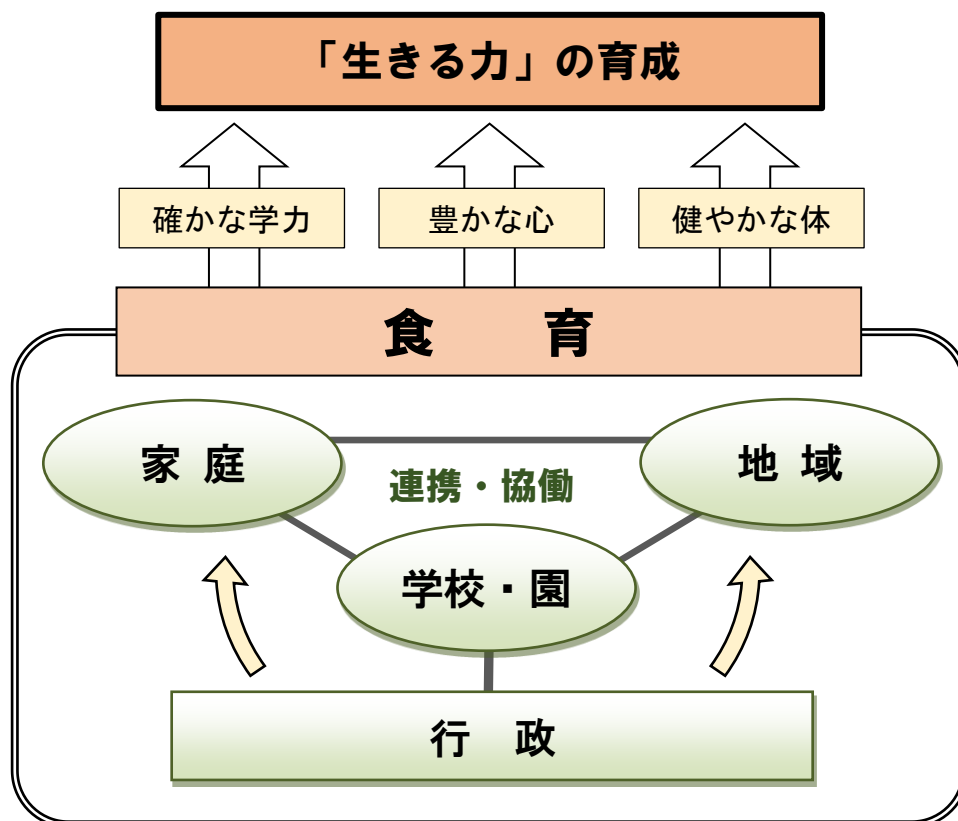 「生きる力」の育成
確かな学力
豊かな心
健やかな体
食　育
家 庭
地 域
連携・協働
学校・園
行　政